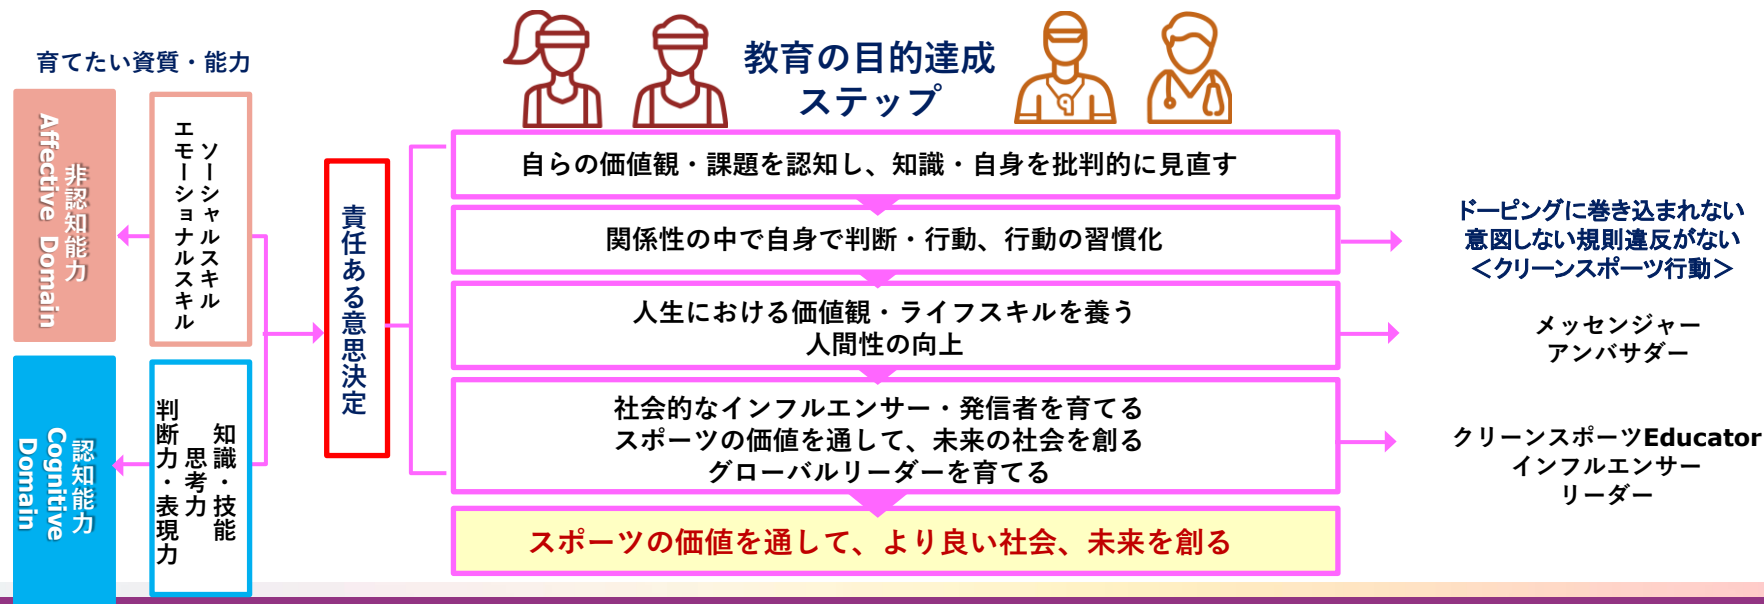 育てたい資質・能力
非認知能力
Affective Domain
ソーシャルスキル
エモーショナルスキル
認知能力
Cognitive
Domain
知識・技能
思考力
判断力・表現力
責任ある意思決定
教育の目的達成
ステップ
自らの価値観・課題を認知し、知識・自身を批判的に見直す
関係性の中で自身で判断・行動、行動の習慣化
人生における価値観・ライフスキルを養う
人間性の向上
社会的なインフルエンサー・発信者を育てる
スポーツの価値を通して、未来の社会を創る
グローバルリーダーを育てる
スポーツの価値を通して、より良い社会、未来を創る
ドーピングに巻き込まれない
意図しない規則違反がない
＜クリーンスポーツ行動＞
メッセンジャー
アンバサダー
クリーンスポーツEducator
インフルエンサー
リーダー